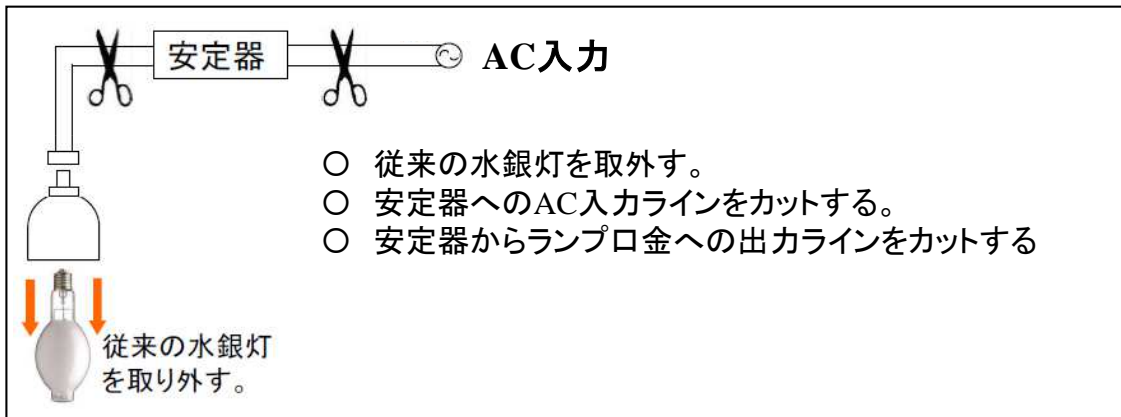 安定器
AC入力
○ 従来の水銀灯を取外す。
○ 安定器へのAC入力ラインをカットする。
○ 安定器からランプ口金への出力ラインをカットする
従来の水銀灯
を取り外す。